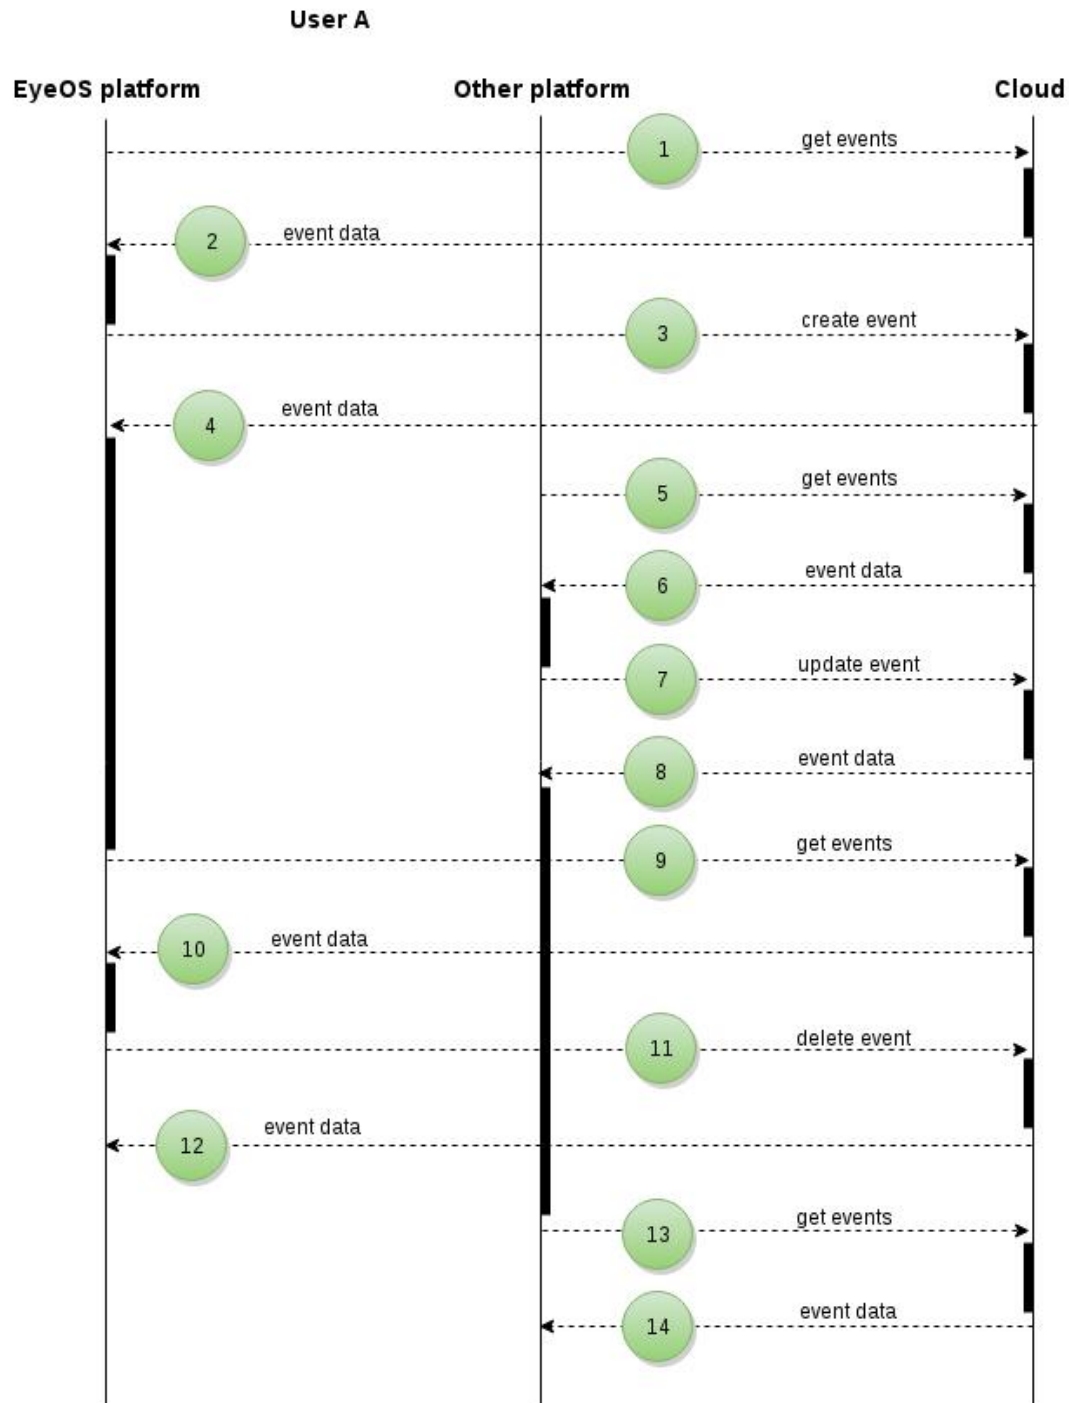 User A
EyeOS platform
Other platform
Cloud
1
get events
2
event data
3
create event
4
event data
5
get events
6
event data
7
update event
8
event data
9
get events
10
event data
11
delete event
12
event data
13
get events
14
event data